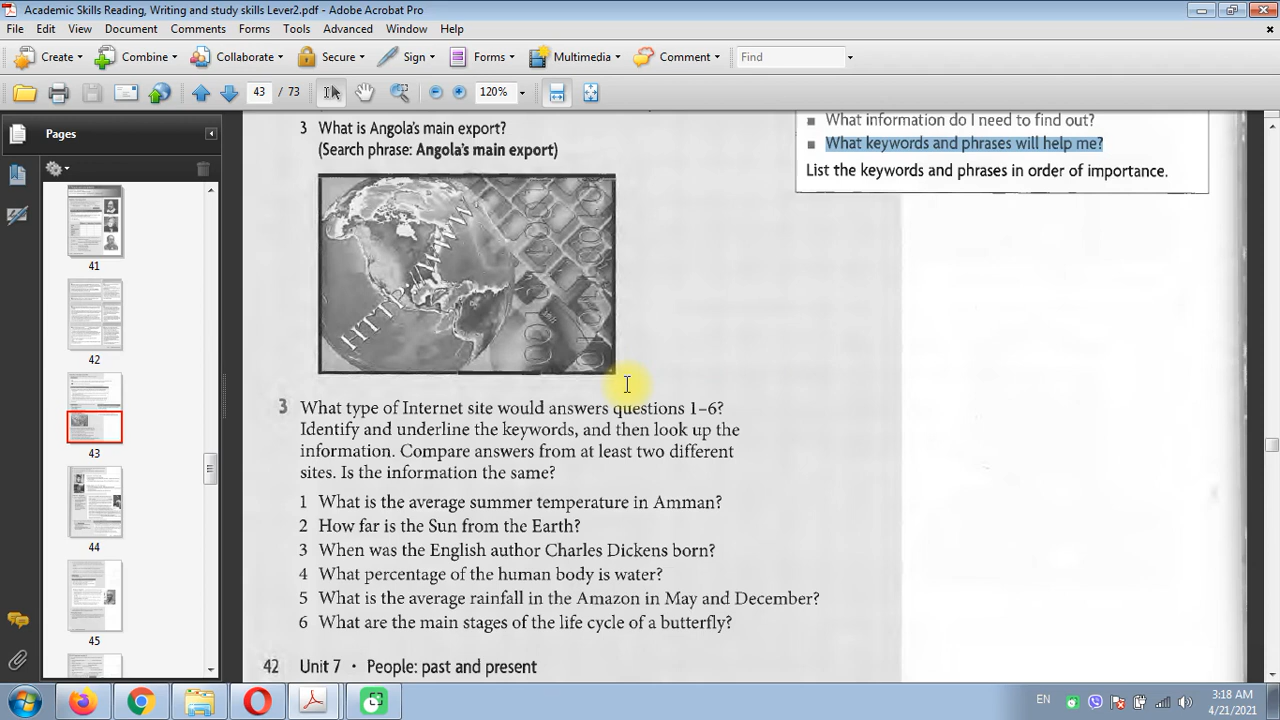 Academic Skills Reading, Writing and study skills Lever2.pdf - Adobe Acrobat Pro
File Edit View Document Comments Forms Tools Advanced Window Help
Create Combine Collaborate Secure Sign Forms Multimedia Comment Find
43 / 73 120%
Pages
41
42
43
44
45
3 What is Angola's main export?
(Search phrase: Angola's main export)
■ What information do I need to find out?
■ What keywords and phrases will help me?
List the keywords and phrases in order of importance.
HTTP://WWW
3 What type of Internet site would answers questions 1–6?
Identify and underline the keywords, and then look up the
information. Compare answers from at least two different
sites. Is the information the same?
1 What is the average summer temperature in Amman?
2 How far is the Sun from the Earth?
3 When was the English author Charles Dickens born?
4 What percentage of the human body is water?
5 What is the average rainfall in the Amazon in May and December?
6 What are the main stages of the life cycle of a butterfly?
42 Unit 7 • People: past and present
EN 3:18 AM
4/21/2021